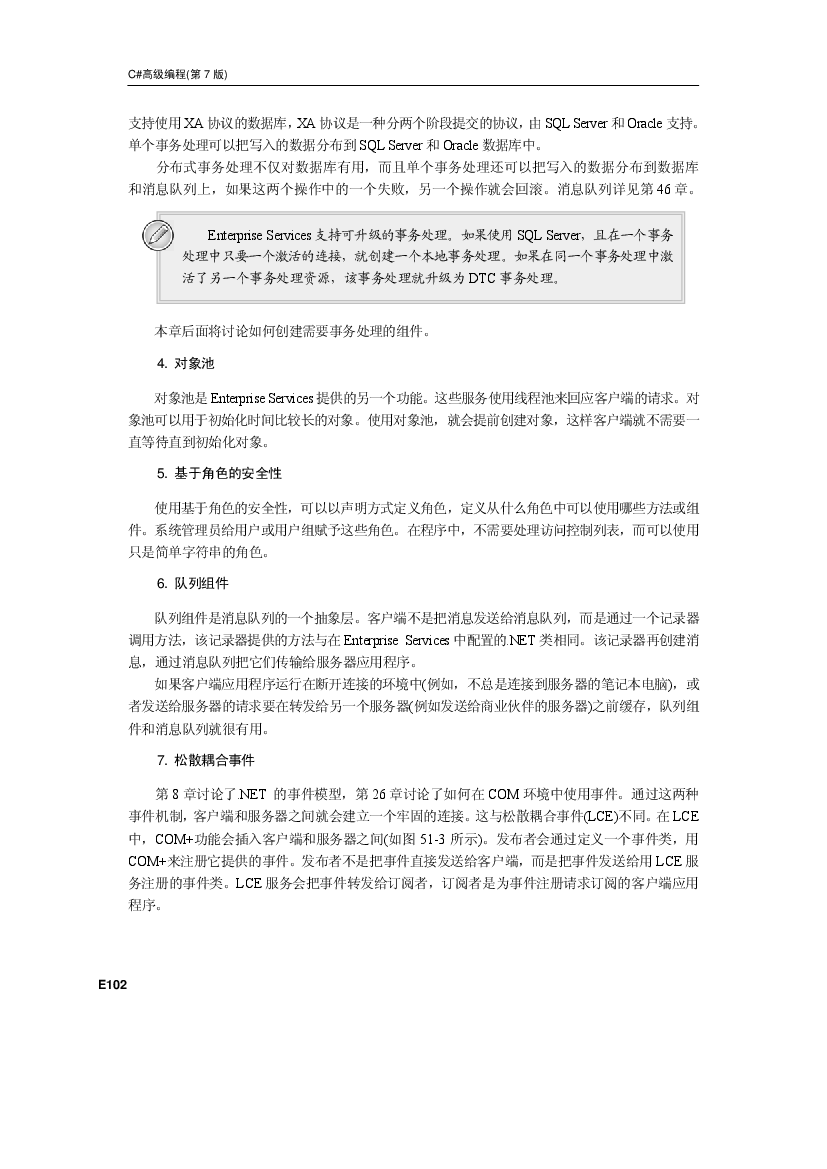 C#高级编程(第 7 版)
支持使用 XA 协议的数据库，XA 协议是一种分两个阶段提交的协议，由 SQL Server 和 Oracle 支持。
单个事务处理可以把写入的数据分布到 SQL Server 和 Oracle 数据库中。
分布式事务处理不仅对数据库有用，而且单个事务处理还可以把写入的数据分布到数据库
和消息队列上，如果这两个操作中的一个失败，另一个操作就会回滚。消息队列详见第 46 章。
Enterprise Services 支持可升级的事务处理。如果使用 SQL Server，且在一个事务
处理中只要一个激活的连接，就创建一个本地事务处理。如果在同一个事务处理中激
活了另一个事务处理资源，该事务处理就升级为 DTC 事务处理。
本章后面将讨论如何创建需要事务处理的组件。
4. 对象池
对象池是 Enterprise Services 提供的另一个功能。这些服务使用线程池来回应客户端的请求。对
象池可以用于初始化时间比较长的对象。使用对象池，就会提前创建对象，这样客户端就不需要一
直等待直到初始化对象。
5. 基于角色的安全性
使用基于角色的安全性，可以以声明方式定义角色，定义从什么角色中可以使用哪些方法或组
件。系统管理员给用户或用户组赋予这些角色。在程序中，不需要处理访问控制列表，而可以使用
只是简单字符串的角色。
6. 队列组件
队列组件是消息队列的一个抽象层。客户端不是把消息发送给消息队列，而是通过一个记录器
调用方法，该记录器提供的方法与在 Enterprise Services 中配置的.NET 类相同。该记录器再创建消
息，通过消息队列把它们传输给服务器应用程序。
如果客户端应用程序运行在断开连接的环境中(例如，不总是连接到服务器的笔记本电脑)，或
者发送给服务器的请求要在转发给另一个服务器(例如发送给商业伙伴的服务器)之前缓存，队列组
件和消息队列就很有用。
7. 松散耦合事件
第 8 章讨论了.NET 的事件模型，第 26 章讨论了如何在 COM 环境中使用事件。通过这两种
事件机制，客户端和服务器之间就会建立一个牢固的连接。这与松散耦合事件(LCE)不同。在 LCE
中，COM+功能会插入客户端和服务器之间(如图 51-3 所示)。发布者会通过定义一个事件类，用
COM+来注册它提供的事件。发布者不是把事件直接发送给客户端，而是把事件发送给用 LCE 服
务注册的事件类。LCE 服务会把事件转发给订阅者，订阅者是为事件注册请求订阅的客户端应用
程序。
E102